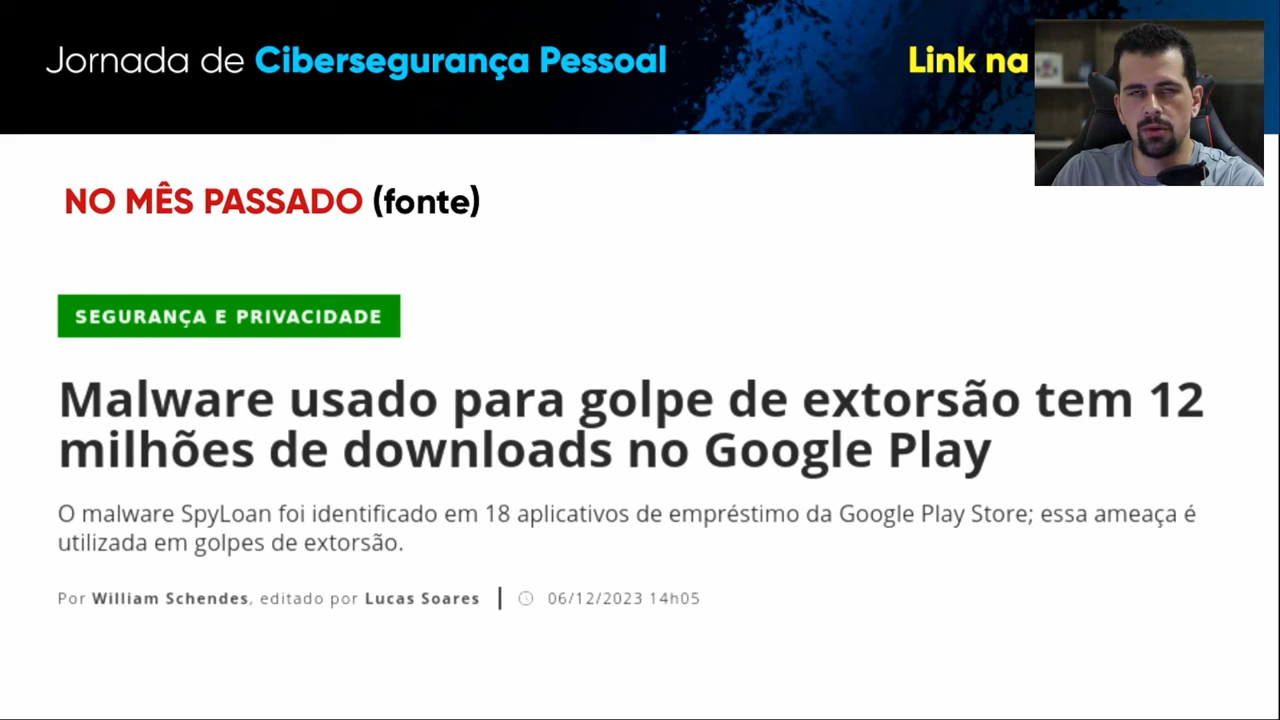 Jornada de Cibersegurança Pessoal
Link na
NO MÊS PASSADO (fonte)
SEGURANÇA E PRIVACIDADE
Malware usado para golpe de extorsão tem 12
milhões de downloads no Google Play
O malware SpyLoan foi identificado em 18 aplicativos de empréstimo da Google Play Store; essa ameaça é
utilizada em golpes de extorsão.
Por William Schendes, editado por Lucas Soares | 06/12/2023 14h05